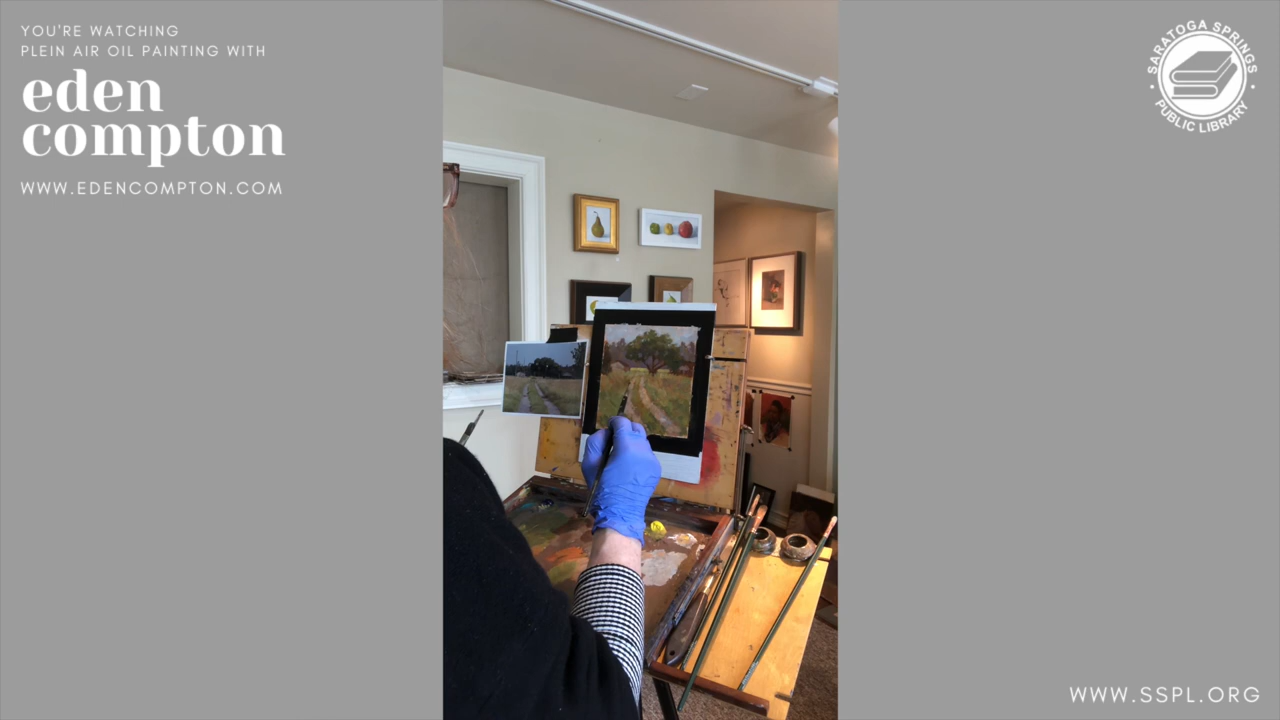 YOU'RE WATCHING
PLEIN AIR OIL PAINTING WITH
eden
compton
WWW.EDENCOMPTON.COM
SARATOGA SPRINGS
• PUBLIC LIBRARY •
WWW.SSPL.ORG